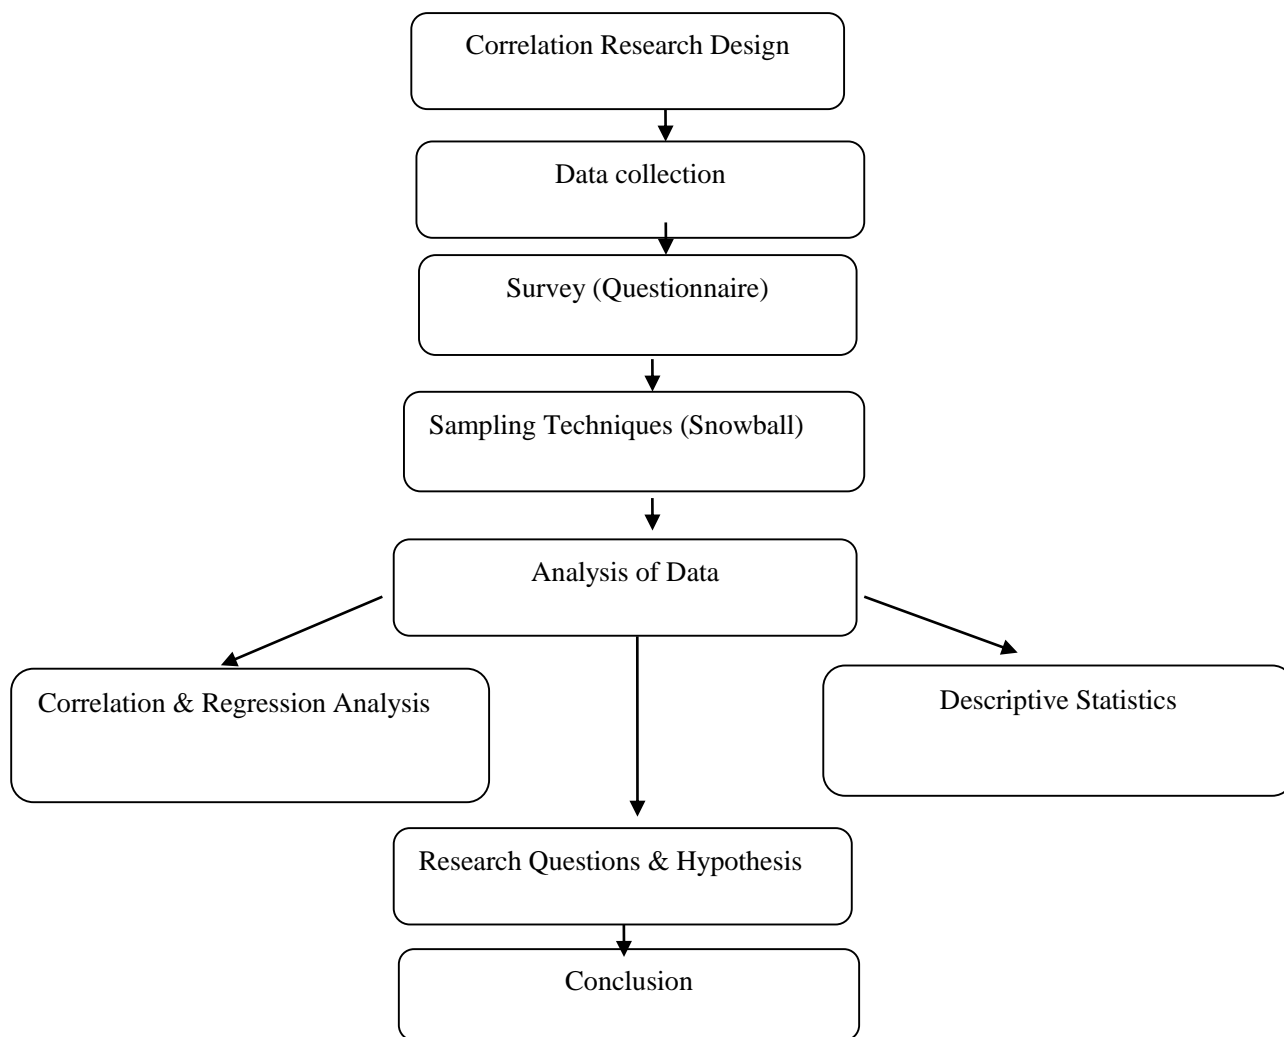 Correlation Research Design
Data collection
Survey (Questionnaire)
Sampling Techniques (Snowball)
Analysis of Data
Correlation & Regression Analysis
Descriptive Statistics
Research Questions & Hypothesis
Conclusion